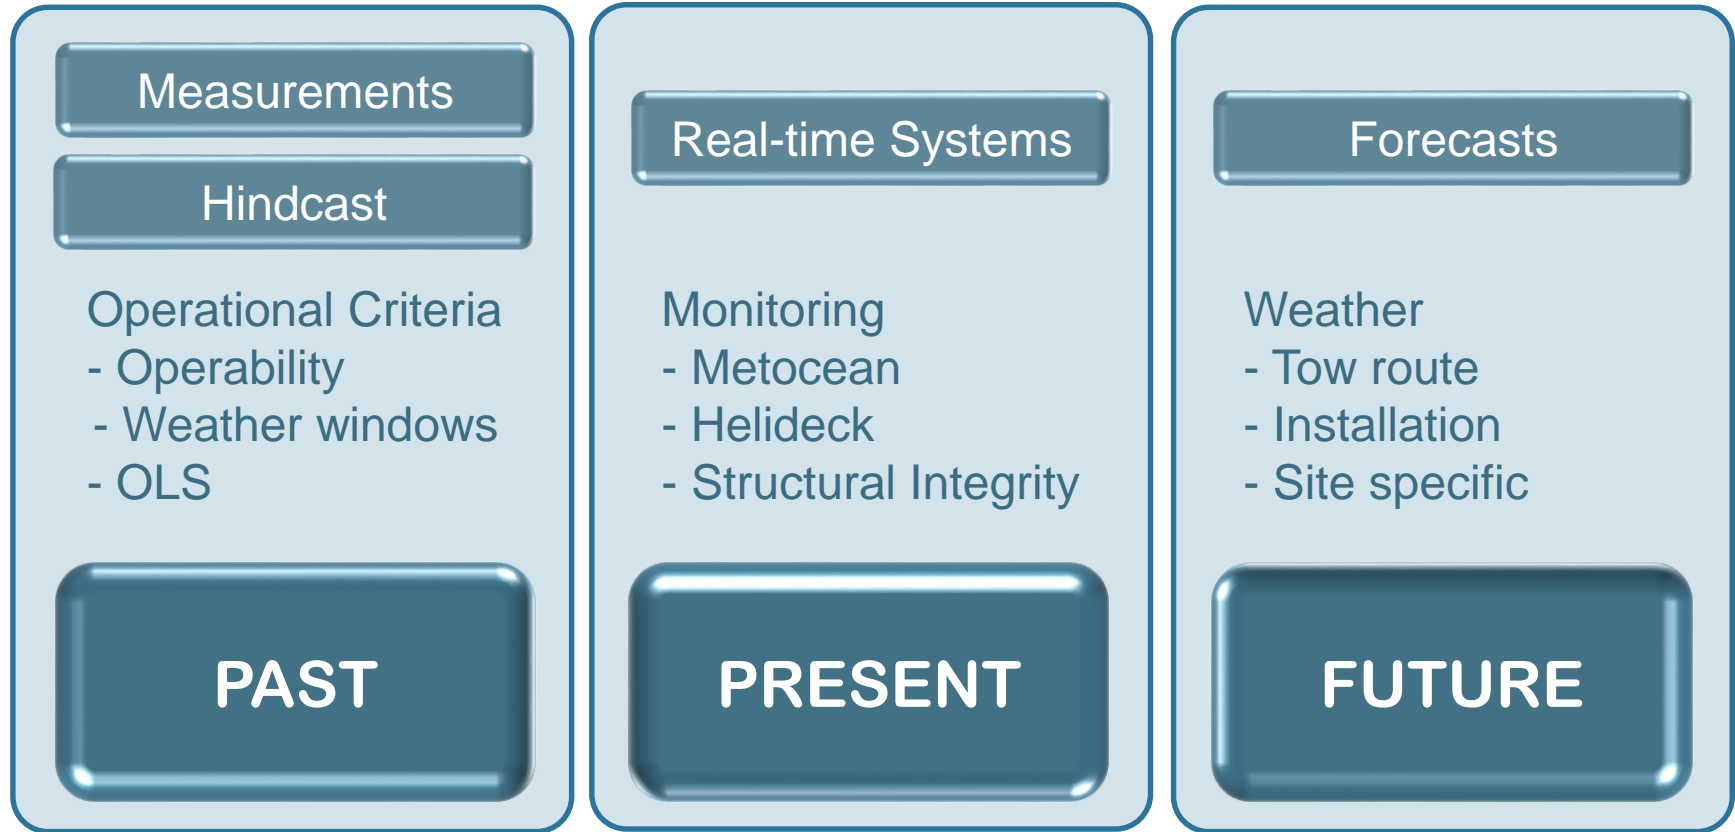 Measurements
Hindcast
Operational Criteria
- Operability
- Weather windows
- OLS
PAST
Real-time Systems
Monitoring
- Metocean
- Helideck
- Structural Integrity
PRESENT
Forecasts
Weather
- Tow route
- Installation
- Site specific
FUTURE